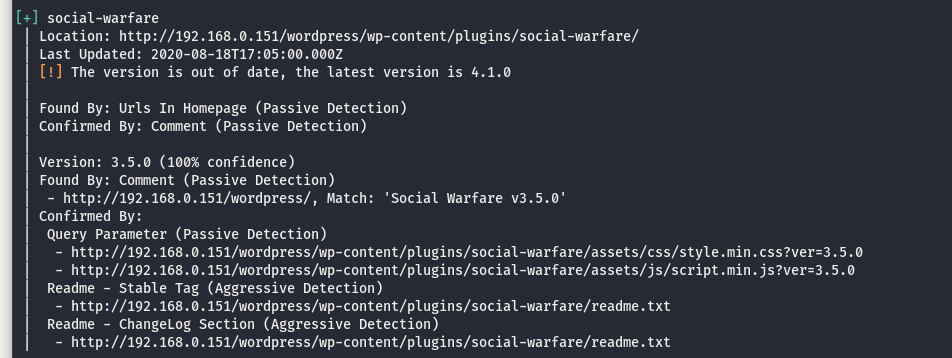 [+] social-warfare
| Location: http://192.168.0.151/wordpress/wp-content/plugins/social-warfare/
| Last Updated: 2020-08-18T17:05:00.000Z
| [!] The version is out of date, the latest version is 4.1.0
|
| Found By: Urls In Homepage (Passive Detection)
| Confirmed By: Comment (Passive Detection)
|
| Version: 3.5.0 (100% confidence)
| Found By: Comment (Passive Detection)
|  - http://192.168.0.151/wordpress/, Match: 'Social Warfare v3.5.0'
| Confirmed By:
|  Query Parameter (Passive Detection)
|   - http://192.168.0.151/wordpress/wp-content/plugins/social-warfare/assets/css/style.min.css?ver=3.5.0
|   - http://192.168.0.151/wordpress/wp-content/plugins/social-warfare/assets/js/script.min.js?ver=3.5.0
|  Readme - Stable Tag (Aggressive Detection)
|   - http://192.168.0.151/wordpress/wp-content/plugins/social-warfare/readme.txt
|  Readme - ChangeLog Section (Aggressive Detection)
|   - http://192.168.0.151/wordpress/wp-content/plugins/social-warfare/readme.txt